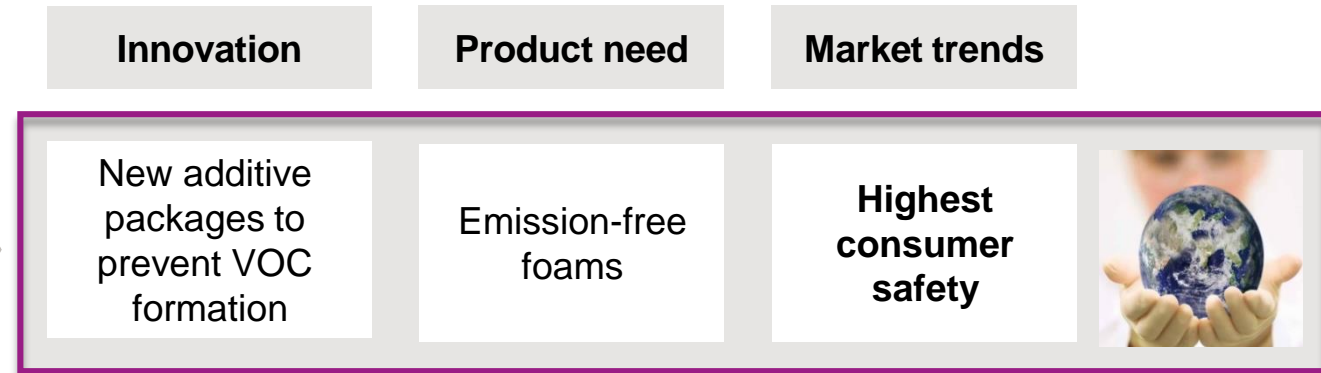 Innovation
Product need
Market trends
New additive
packages to
prevent VOC
formation
Emission-free
foams
Highest
consumer
safety